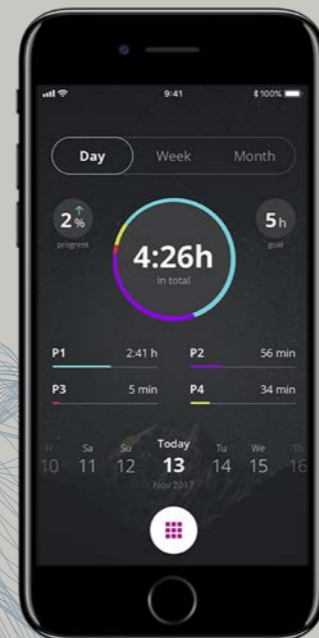 9:41
100%
Day Week Month
2%
progress
4:26h
in total
5h
goal
P1 2:41 h P2 56 min
P3 5 min P4 34 min
Fr Sa Su Today Tu We Th
10 11 12 13 14 15 16
Nov 2017